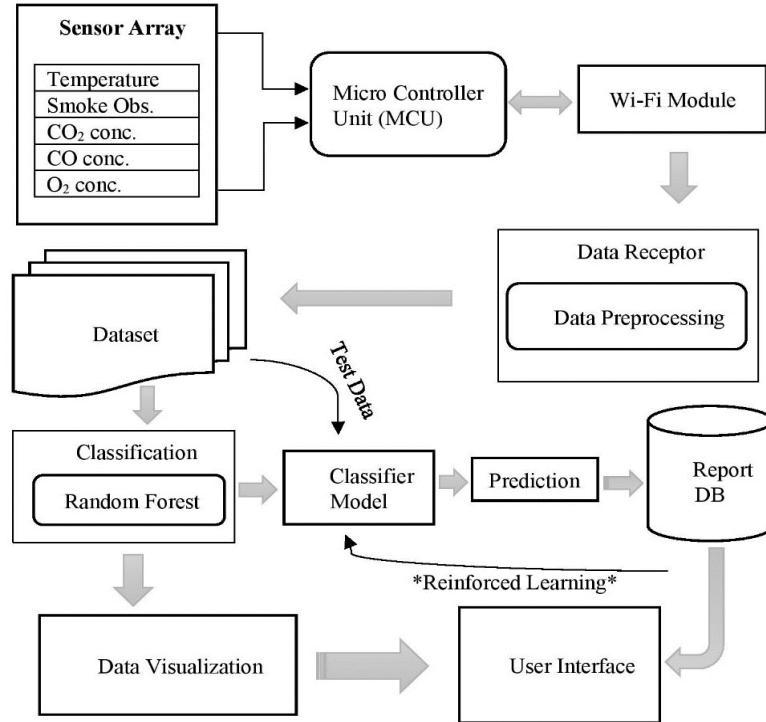 Sensor Array
Temperature
Smoke Obs.
CO₂ conc.
CO conc.
O₂ conc.
Micro Controller
Unit (MCU)
Wi-Fi Module
Data Receptor
Data Preprocessing
Dataset
Test Data
Classification
Random Forest
Classifier
Model
Prediction
Report
DB
*Reinforced Learning*
Data Visualization
User Interface